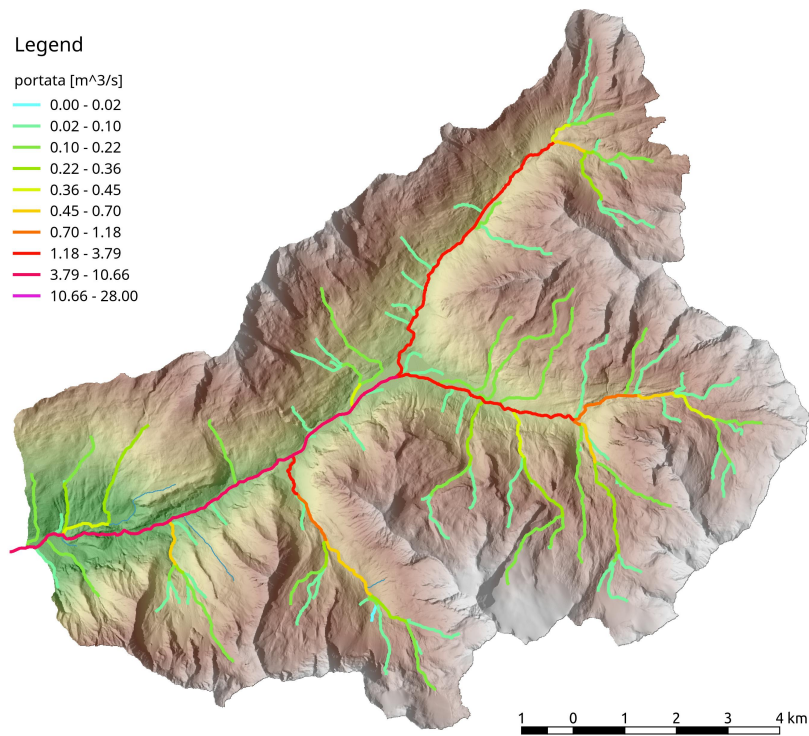 Legend
portata [m^3/s]
0.00 - 0.02
0.02 - 0.10
0.10 - 0.22
0.22 - 0.36
0.36 - 0.45
0.45 - 0.70
0.70 - 1.18
1.18 - 3.79
3.79 - 10.66
10.66 - 28.00
1 0 1 2 3 4 km